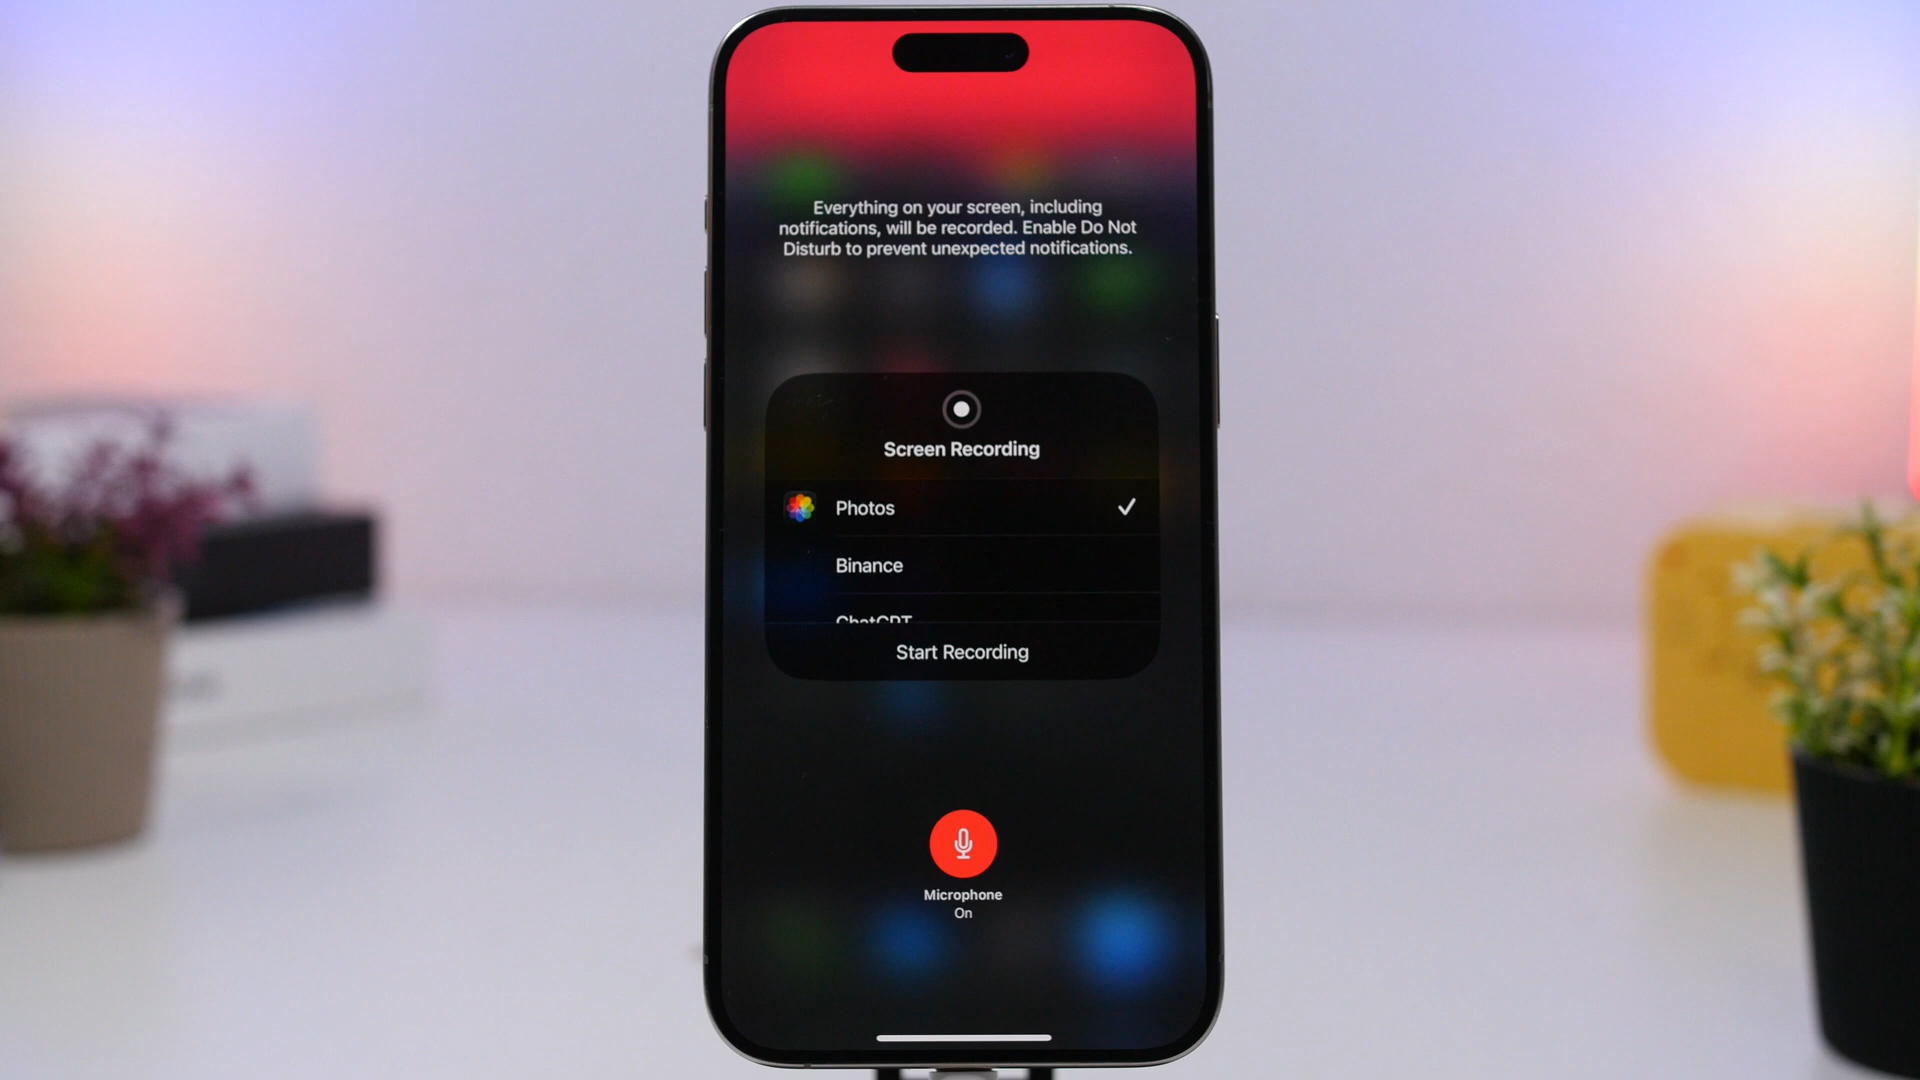 Everything on your screen, including
notifications, will be recorded. Enable Do Not
Disturb to prevent unexpected notifications.
Screen Recording
Photos
Binance
ChatGPT
Start Recording
Microphone
On